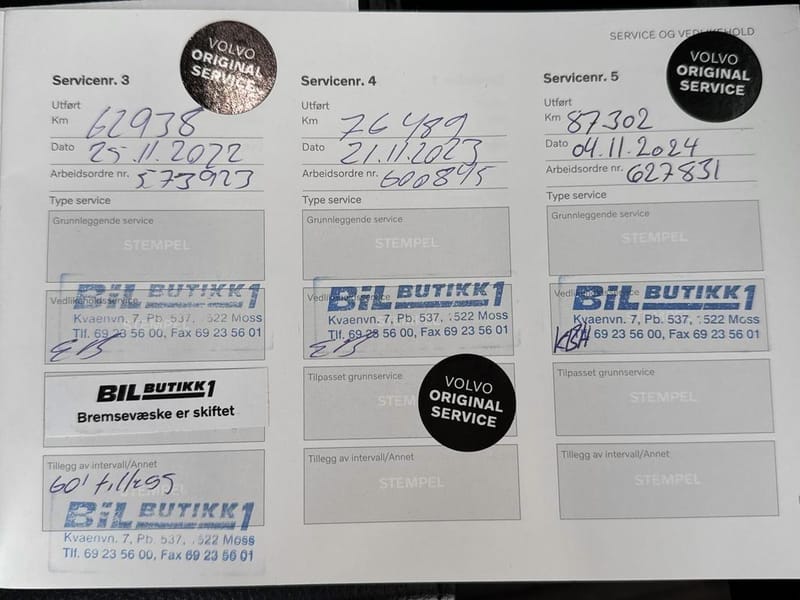 SERVICE OG VEDLIKEHOLD
Servicenr. 3
VOLVO
ORIGINAL
SERVICE
Utført
Km 62938
Dato 25.11.2022
Arbeidsordre nr. 573923
Type service
Grunnleggende service
STEMPEL
Vedlikeholdsservice
BiL BUTIKK1
Kvaenvn. 7, Pb. 537, 1522 Moss
Tlf. 69 23 56 00, Fax 69 23 56 01
BIL BUTIKK1
Bremsevæske er skiftet
Tillegg av intervall/Annet
60' tillegg
STEMPEL
BiL BUTIKK1
Kvaenvn. 7, Pb. 537, 1522 Moss
Tlf. 69 23 56 00, Fax 69 23 56 01
Servicenr. 4
Utført
Km 76489
Dato 21.11.2023
Arbeidsordre nr. 600845
Type service
Grunnleggende service
STEMPEL
Vedlikeholdsservice
BiL BUTIKK1
Kvaenvn. 7, Pb. 537, 1522 Moss
Tlf. 69 23 56 00, Fax 69 23 56 01
Tilpasset grunnservice
STEM
VOLVO
ORIGINAL
SERVICE
Tillegg av intervall/Annet
STEMPEL
Servicenr. 5
VOLVO
ORIGINAL
SERVICE
Utført
Km 87302
Dato 04.11.2024
Arbeidsordre nr. 627831
Type service
Grunnleggende service
STEMPEL
BiL BUTIKK1
Kvaenvn. 7, Pb. 537, 1522 Moss
KBH 69 23 56 00, Fax 69 23 56 01
Tilpasset grunnservice
STEMPEL
Tillegg av intervall/Annet
STEMPEL